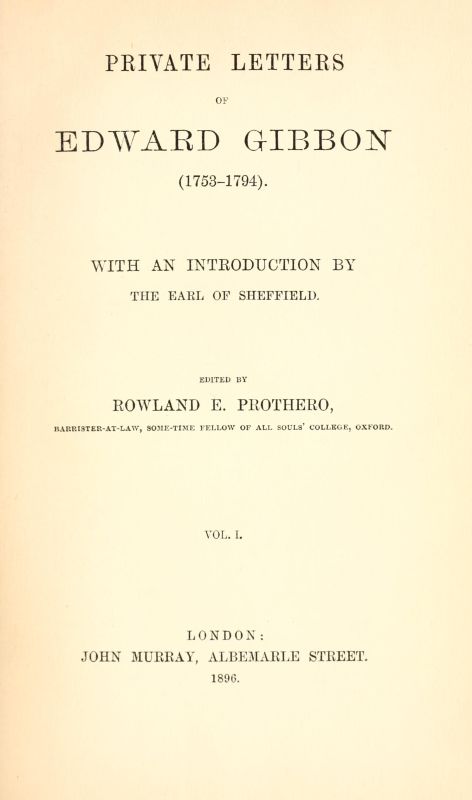 PRIVATE LETTERS
OF
EDWARD GIBBON
(1753–1794).
WITH AN INTRODUCTION BY
THE EARL OF SHEFFIELD.
EDITED BY
ROWLAND E. PROTHERO,
BARRISTER-AT-LAW, SOME-TIME FELLOW OF ALL SOULS' COLLEGE, OXFORD.
VOL. I.
LONDON:
JOHN MURRAY, ALBEMARLE STREET.
1896.